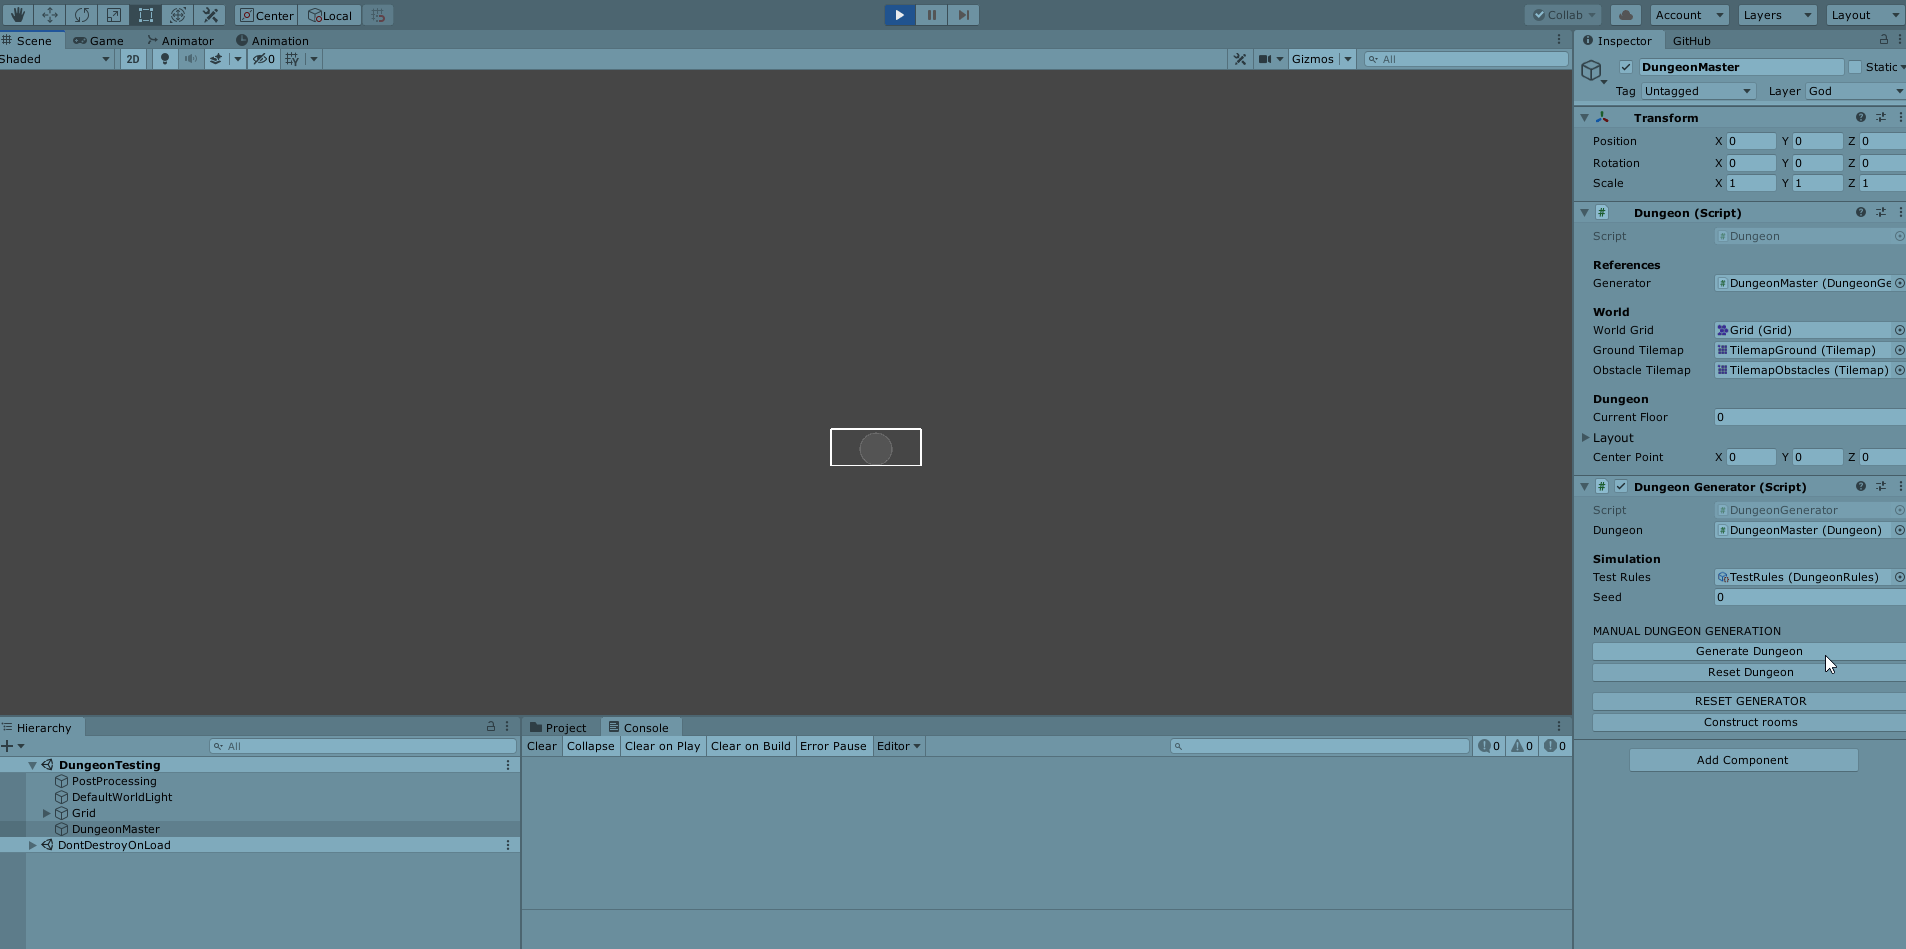 Center Local Collab Account Layers Layout
Scene Game Animator Animation
Shaded 2D 0 Gizmos All
Inspector GitHub
DungeonMaster Static
Tag Untagged Layer God
Transform
Position X 0 Y 0 Z 0
Rotation X 0 Y 0 Z 0
Scale X 1 Y 1 Z 1
# Dungeon (Script)
Script # Dungeon
References
Generator # DungeonMaster (DungeonGe
World
World Grid Grid (Grid)
Ground Tilemap TilemapGround (Tilemap)
Obstacle Tilemap TilemapObstacles (Tilemap)
Dungeon
Current Floor 0
Layout
Center Point X 0 Y 0 Z 0
# Dungeon Generator (Script)
Script # DungeonGenerator
Dungeon # DungeonMaster (Dungeon)
Simulation
Test Rules TestRules (DungeonRules)
Seed 0
MANUAL DUNGEON GENERATION
Generate Dungeon
Reset Dungeon
RESET GENERATOR
Construct rooms
Add Component
Hierarchy
+ All
DungeonTesting
PostProcessing
DefaultWorldLight
Grid
DungeonMaster
DontDestroyOnLoad
Project Console
Clear Collapse Clear on Play Clear on Build Error Pause Editor 0 0 0